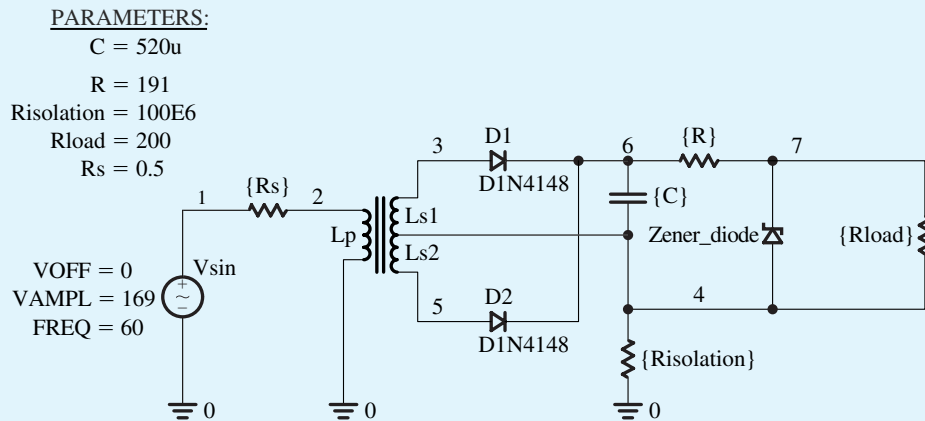 PARAMETERS:
C = 520u
R = 191
Risolation = 100E6
Rload = 200
Rs = 0.5
1
{Rs}
2
Lp
Ls1
Ls2
3
D1
D1N4148
6
{R}
7
{C}
Zener_diode
{Rload}
VOFF = 0
VAMPL = 169
FREQ = 60
Vsin
+
~
−
5
D2
D1N4148
4
{Risolation}
0
0
0